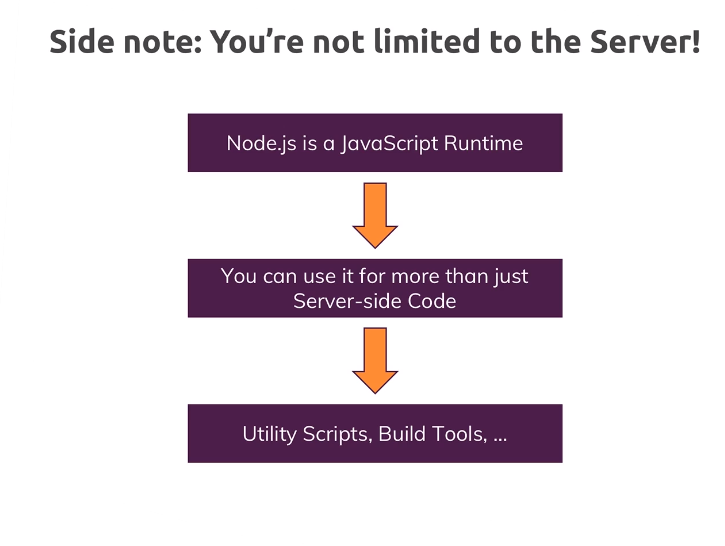 Side note: You’re not limited to the Server!
Node.js is a JavaScript Runtime
You can use it for more than just
Server-side Code
Utility Scripts, Build Tools, …